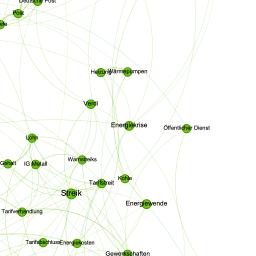 Deutsche Post
Post
Heizung
Wärmepumpen
Verdi
Energiekrise
Öffentlicher Dienst
Lohn
Gehalt
IG Metall
Warnstreiks
Kohle
Tarifstreit
Streik
Energiewende
Tarifverhandlung
Tarifabschluss
Energiekosten
Gewerkschaften